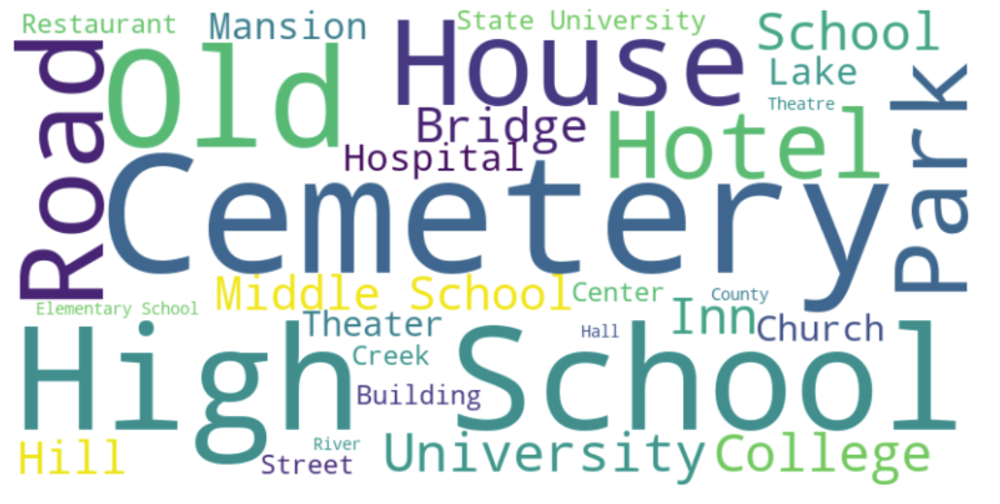 Restaurant
Mansion
State University
School
House
Old
Road
Lake
Park
Theatre
Bridge
Hotel
Hospital
Cemetery
Middle School
Center
County
Elementary School
Inn
Theater
Church
Hall
High School
Creek
Building
Hill
River
Street
University
College